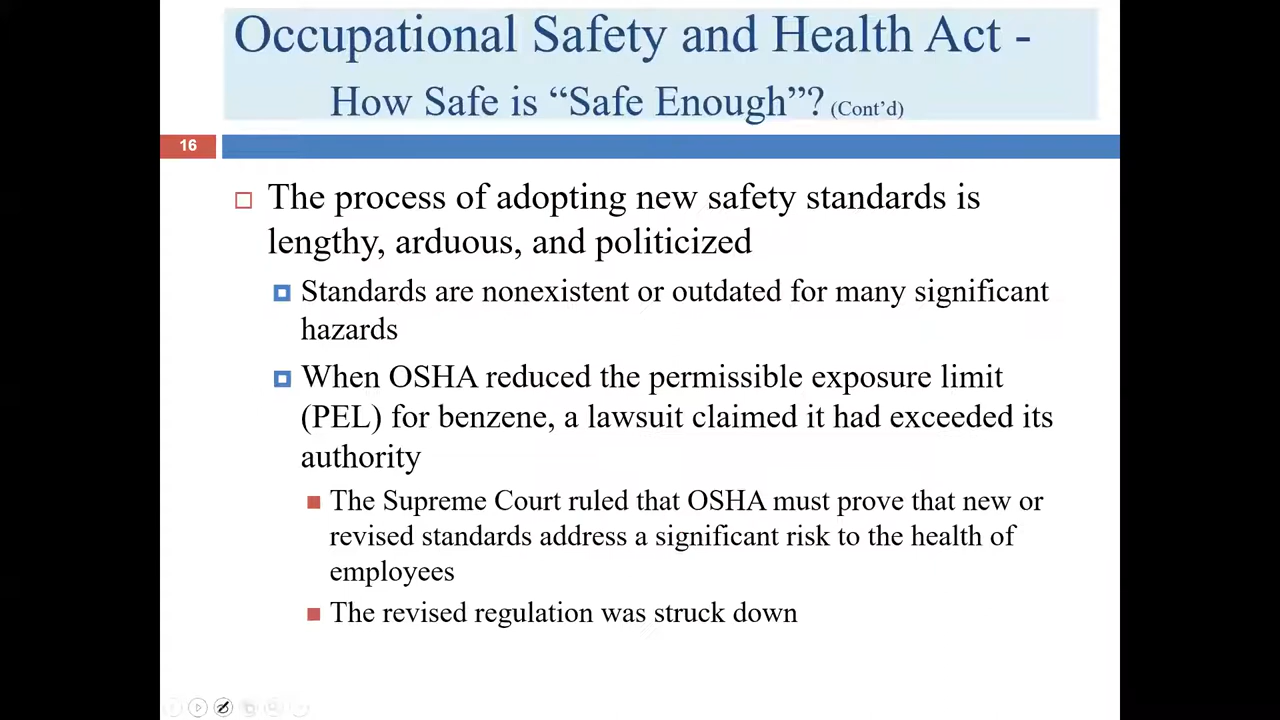 Occupational Safety and Health Act -
How Safe is “Safe Enough”? (Cont’d)
16
The process of adopting new safety standards is
lengthy, arduous, and politicized
Standards are nonexistent or outdated for many significant
hazards
When OSHA reduced the permissible exposure limit
(PEL) for benzene, a lawsuit claimed it had exceeded its
authority
The Supreme Court ruled that OSHA must prove that new or
revised standards address a significant risk to the health of
employees
The revised regulation was struck down